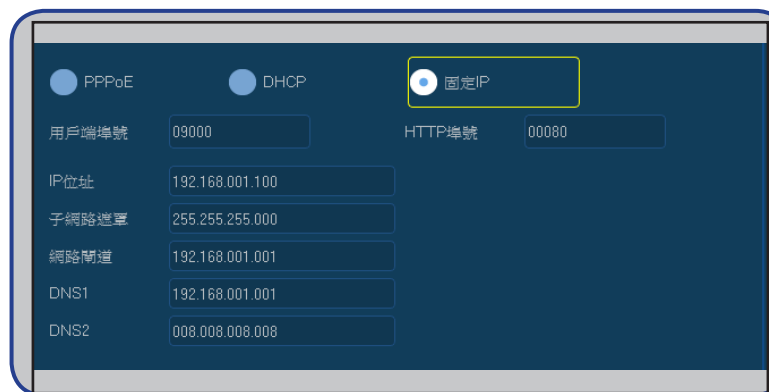 PPPoE DHCP 固定IP
用戶端埠號 09000 HTTP埠號 00080
IP位址 192.168.001.100
子網路遮罩 255.255.255.000
網路閘道 192.168.001.001
DNS1 192.168.001.001
DNS2 008.008.008.008